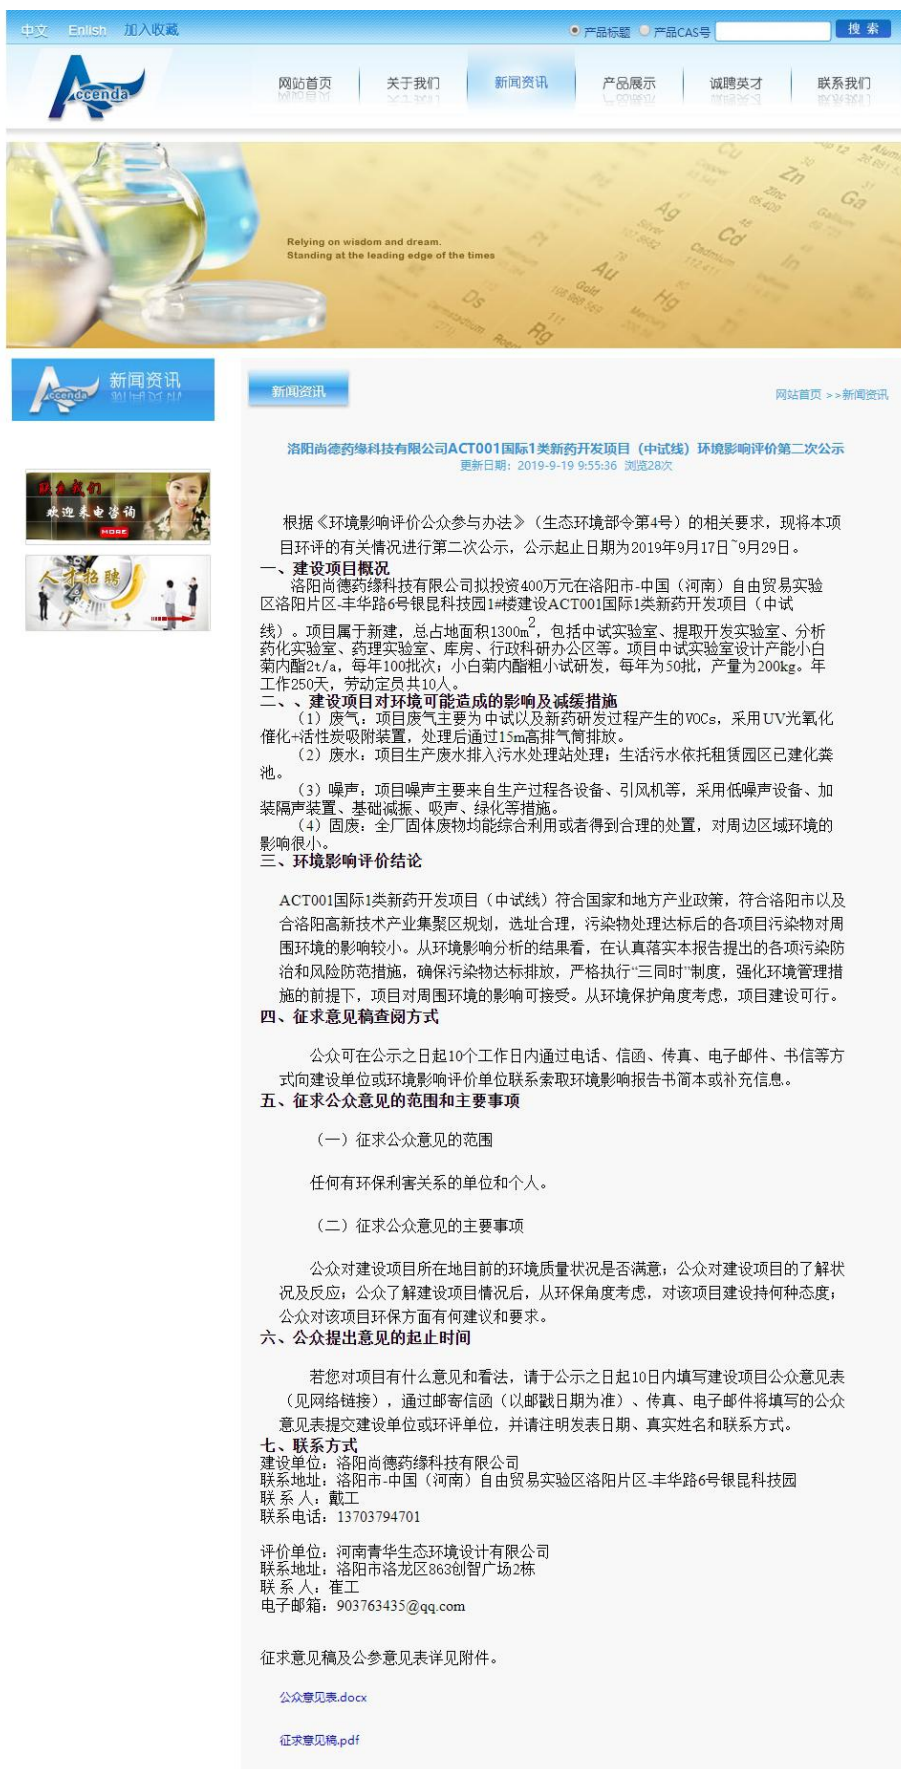 中文 Enlish 加入收藏 产品标题 产品CAS号 搜 索
Accenda
网站首页 关于我们 新闻资讯 产品展示 诚聘英才 联系我们
Relying on wisdom and dream.
Standing at the leading edge of the times
Cu
Zn
Ga
Ag
Cd
Au
Gold
Hg
Mercury
Ds
Rg
Pt
In
Accenda 新闻资讯
新闻资讯
网站首页 >>新闻资讯
联系我们
欢迎来电咨询
MORE
人才招聘
洛阳尚德药缘科技有限公司ACT001国际1类新药开发项目（中试线）环境影响评价第二次公示
更新日期：2019-9-19 9:55:36 浏览28次
根据《环境影响评价公众参与办法》（生态环境部令第4号）的相关要求，现将本项
目环评的有关情况进行第二次公示，公示起止日期为2019年9月17日~9月29日。
一、建设项目概况
洛阳尚德药缘科技有限公司拟投资400万元在洛阳市-中国（河南）自由贸易实验
区洛阳片区-丰华路6号银昆科技园1#楼建设ACT001国际1类新药开发项目（中试
线）。项目属于新建，总占地面积1300m²，包括中试实验室、提取开发实验室、分析
药化实验室、药理实验室、库房、行政科研办公区等。项目中试实验室设计产能小白
菊内酯2t/a，每年100批次；小白菊内酯粗小试研发，每年为50批，产量为200kg。年
工作250天，劳动定员共10人。
二、、建设项目对环境可能造成的影响及减缓措施
（1）废气：项目废气主要为中试以及新药研发过程产生的VOCs，采用UV光氧化
催化+活性炭吸附装置，处理后通过15m高排气筒排放。
（2）废水：项目生产废水排入污水处理站处理；生活污水依托租赁园区已建化粪
池。
（3）噪声：项目噪声主要来自生产过程各设备、引风机等，采用低噪声设备、加
装隔声装置、基础减振、吸声、绿化等措施。
（4）固废：全厂固体废物均能综合利用或者得到合理的处置，对周边区域环境的
影响很小。
三、环境影响评价结论
ACT001国际1类新药开发项目（中试线）符合国家和地方产业政策，符合洛阳市以及
合洛阳高新技术产业集聚区规划，选址合理，污染物处理达标后的各项目污染物对周
围环境的影响较小。从环境影响分析的结果看，在认真落实本报告提出的各项污染防
治和风险防范措施，确保污染物达标排放，严格执行“三同时”制度，强化环境管理措
施的前提下，项目对周围环境的影响可接受。从环境保护角度考虑，项目建设可行。
四、征求意见稿查阅方式
公众可在公示之日起10个工作日内通过电话、信函、传真、电子邮件、书信等方
式向建设单位或环境影响评价单位联系索取环境影响报告书简本或补充信息。
五、征求公众意见的范围和主要事项
（一）征求公众意见的范围
任何有环保利害关系的单位和个人。
（二）征求公众意见的主要事项
公众对建设项目所在地目前的环境质量状况是否满意；公众对建设项目的了解状
况及反应；公众了解建设项目情况后，从环保角度考虑，对该项目建设持何种态度；
公众对该项目环保方面有何建议和要求。
六、公众提出意见的起止时间
若您对项目有什么意见和看法，请于公示之日起10日内填写建设项目公众意见表
（见网络链接），通过邮寄信函（以邮戳日期为准）、传真、电子邮件将填写的公众
意见表提交建设单位或环评单位，并请注明发表日期、真实姓名和联系方式。
七、联系方式
建设单位：洛阳尚德药缘科技有限公司
联系地址：洛阳市-中国（河南）自由贸易实验区洛阳片区-丰华路6号银昆科技园
联 系 人：戴工
联系电话：13703794701
评价单位：河南青华生态环境设计有限公司
联系地址：洛阳市洛龙区863创智广场2栋
联 系 人：崔工
电子邮箱：903763435@qq.com
征求意见稿及公参意见表详见附件。
公众意见表.docx
征求意见稿.pdf